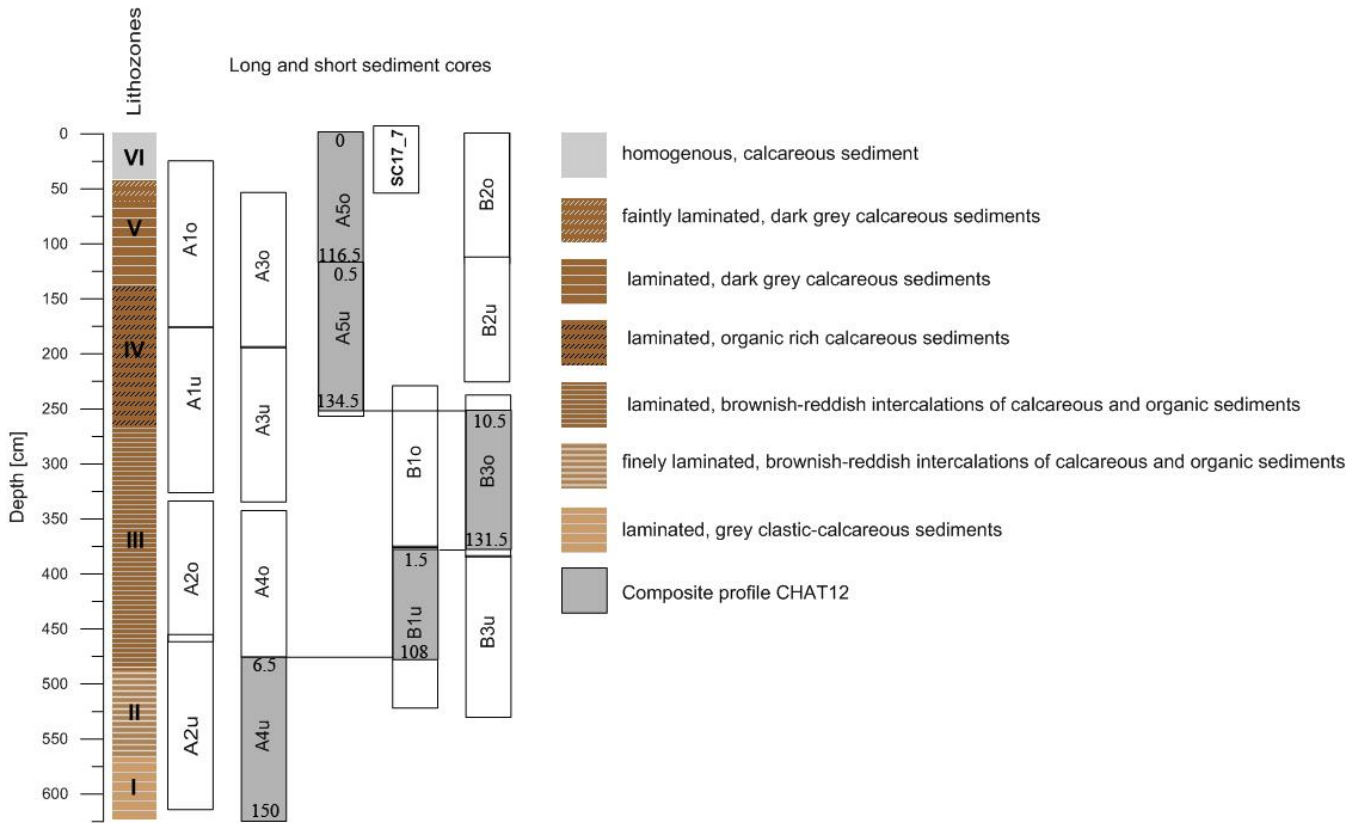 Lithozones
Long and short sediment cores
Depth [cm]
0
50
100
150
200
250
300
350
400
450
500
550
600
VI
V
IV
III
II
I
A1o
A1u
A2o
A2u
A3o
A3u
A4o
6.5
A4u
150
0
A5o
116.5
0.5
A5u
134.5
SC17_7
B1o
1.5
B1u
108
B2o
B2u
10.5
B3o
131.5
B3u
homogenous, calcareous sediment
faintly laminated, dark grey calcareous sediments
laminated, dark grey calcareous sediments
laminated, organic rich calcareous sediments
laminated, brownish-reddish intercalations of calcareous and organic sediments
finely laminated, brownish-reddish intercalations of calcareous and organic sediments
laminated, grey clastic-calcareous sediments
Composite profile CHAT12